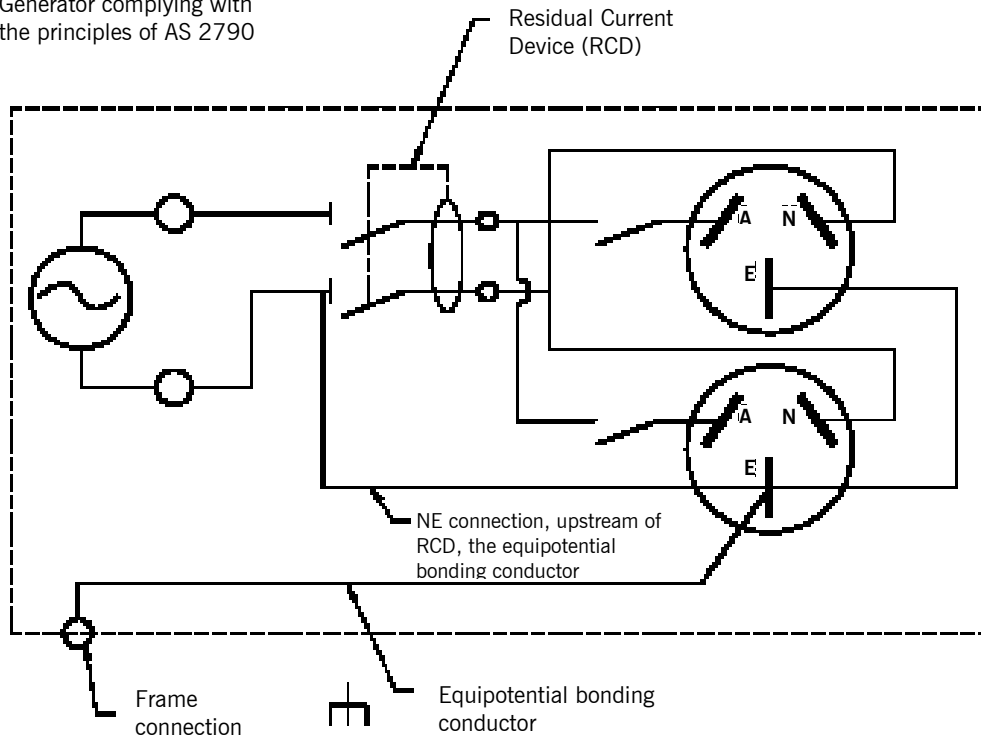 Generator complying with
the principles of AS 2790
Residual Current
Device (RCD)
A N
E
A N
E
NE connection, upstream of
RCD, the equipotential
bonding conductor
Frame
connection
Equipotential bonding
conductor